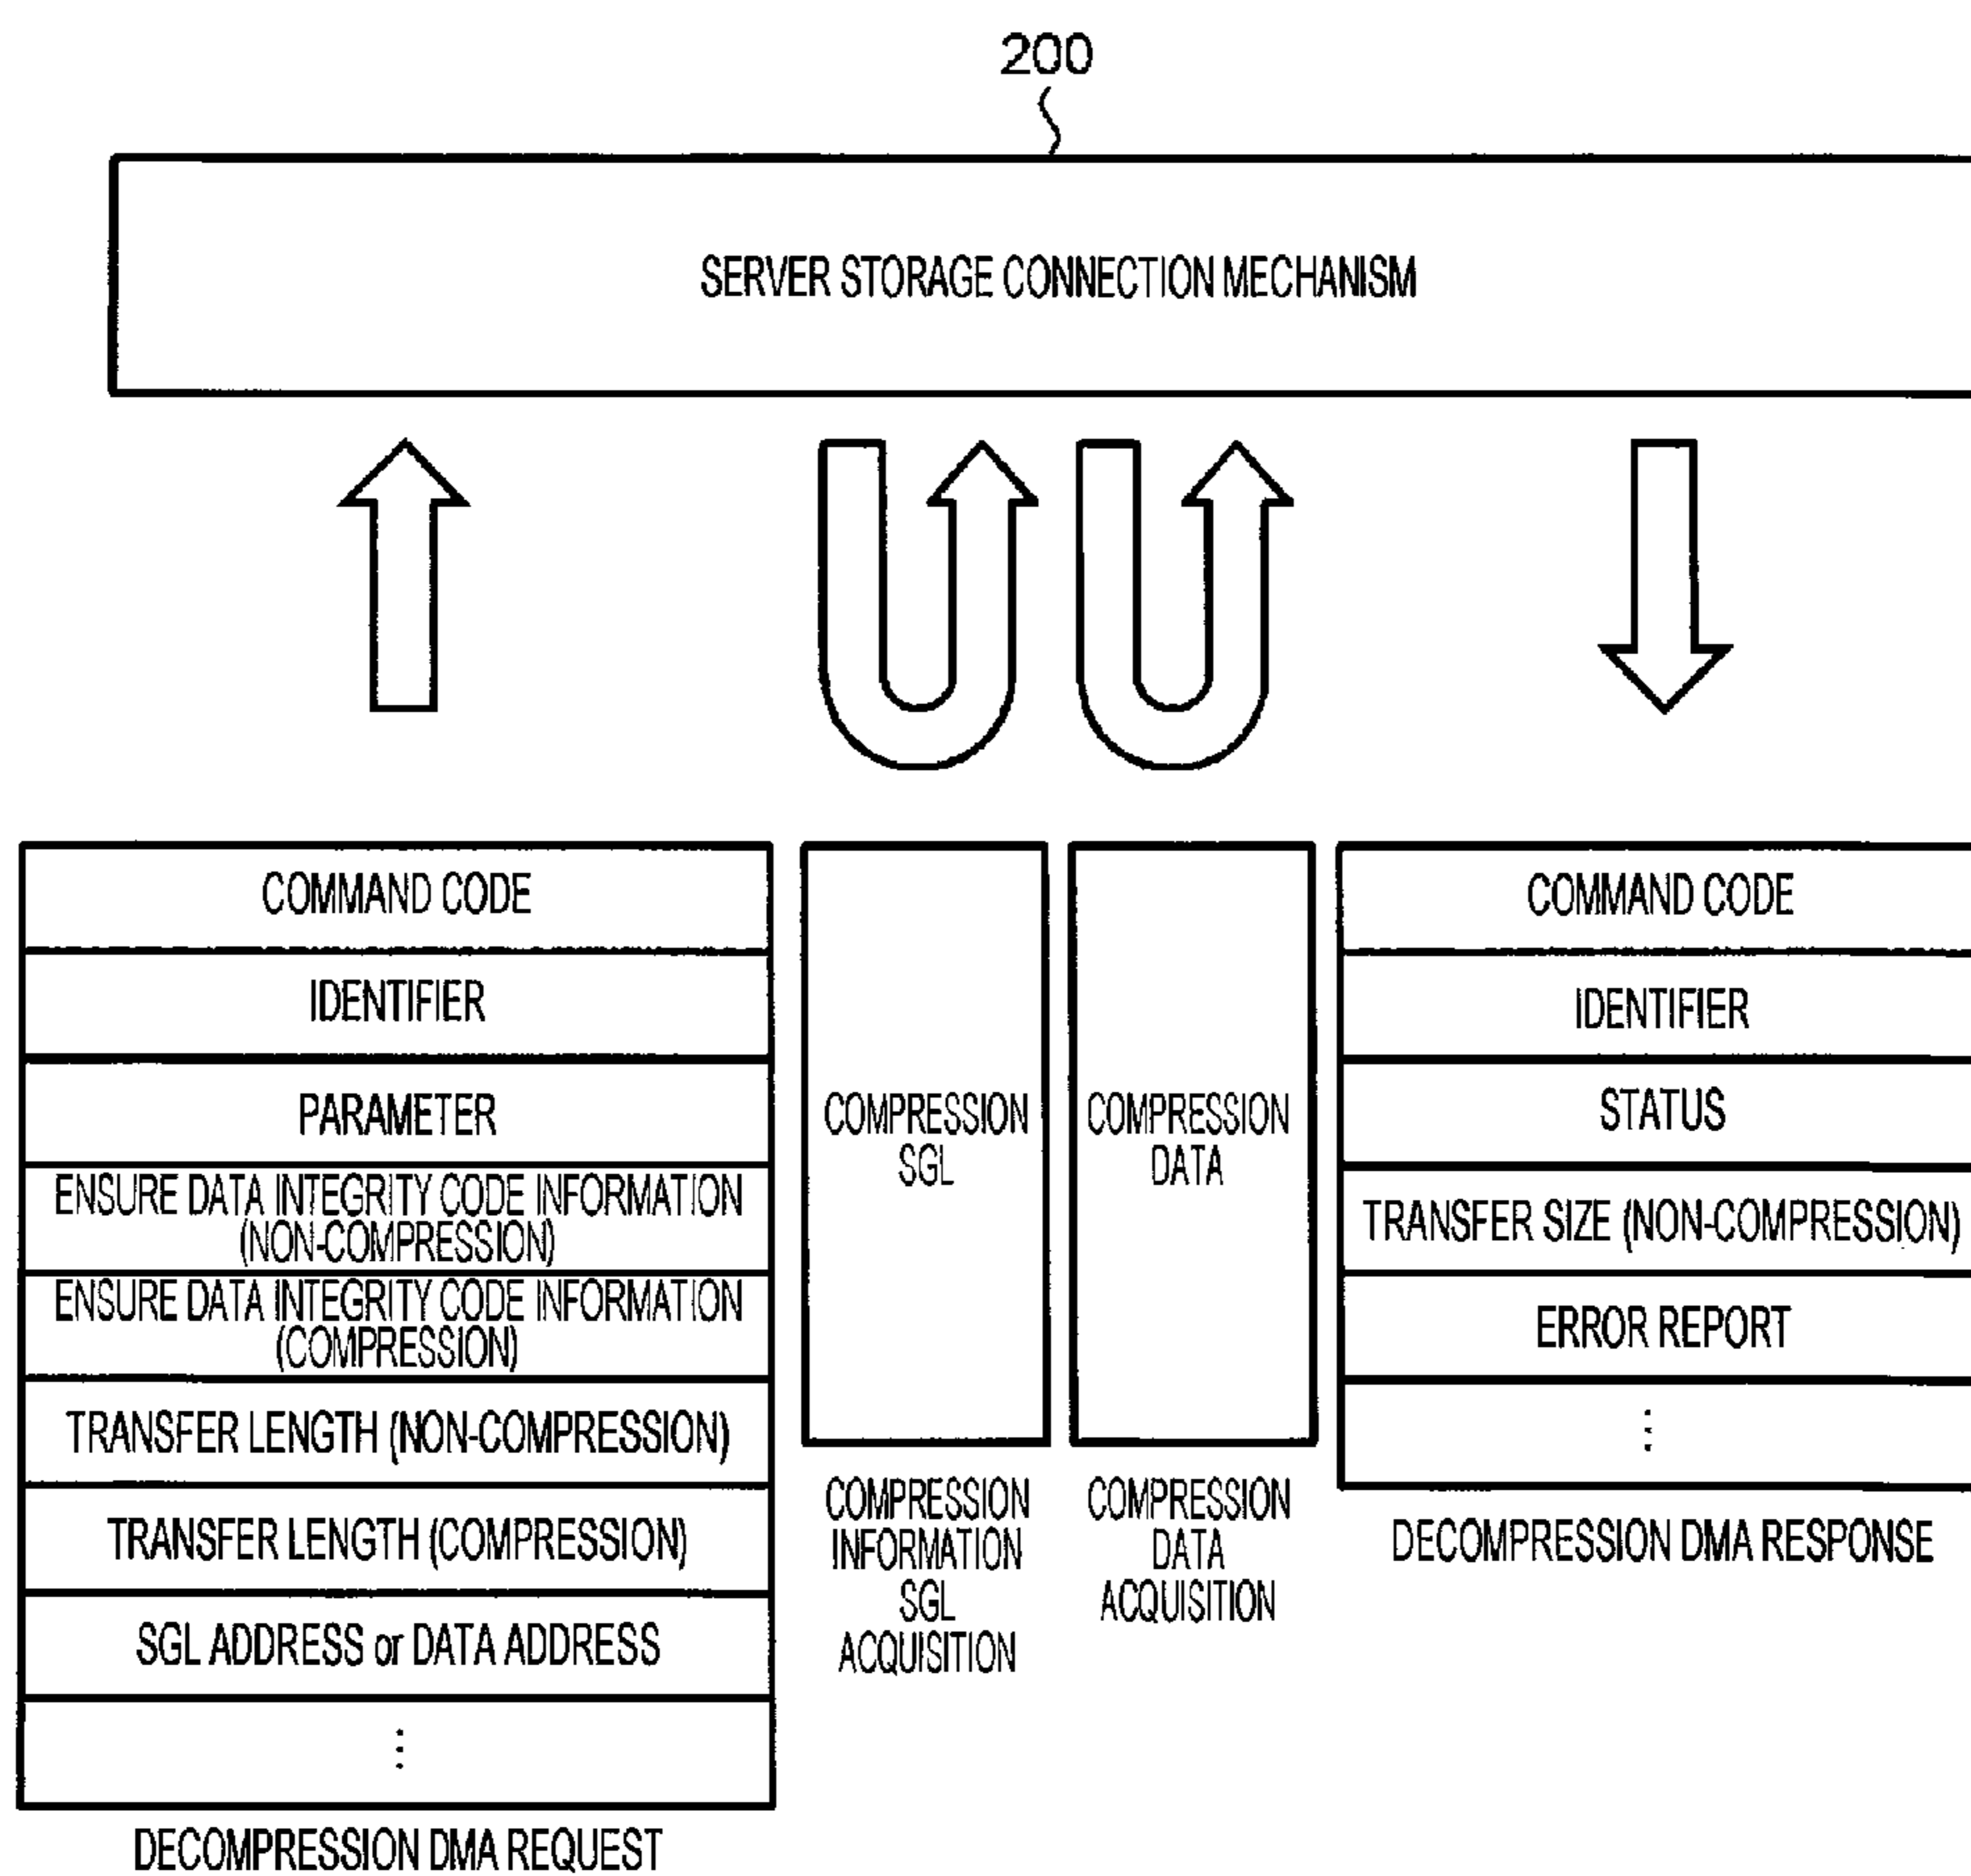 200
SERVER STORAGE CONNECTION MECHANISM
COMMAND CODE
IDENTIFIER
PARAMETER
ENSURE DATA INTEGRITY CODE INFORMATION
(NON-COMPRESSION)
ENSURE DATA INTEGRITY CODE INFORMATION
(COMPRESSION)
TRANSFER LENGTH (NON-COMPRESSION)
TRANSFER LENGTH (COMPRESSION)
SGL ADDRESS or DATA ADDRESS
⋮
DECOMPRESSION DMA REQUEST
COMPRESSION
SGL
COMPRESSION
INFORMATION
SGL
ACQUISITION
COMPRESSION
DATA
COMPRESSION
DATA
ACQUISITION
COMMAND CODE
IDENTIFIER
STATUS
TRANSFER SIZE (NON-COMPRESSION)
ERROR REPORT
⋮
DECOMPRESSION DMA RESPONSE